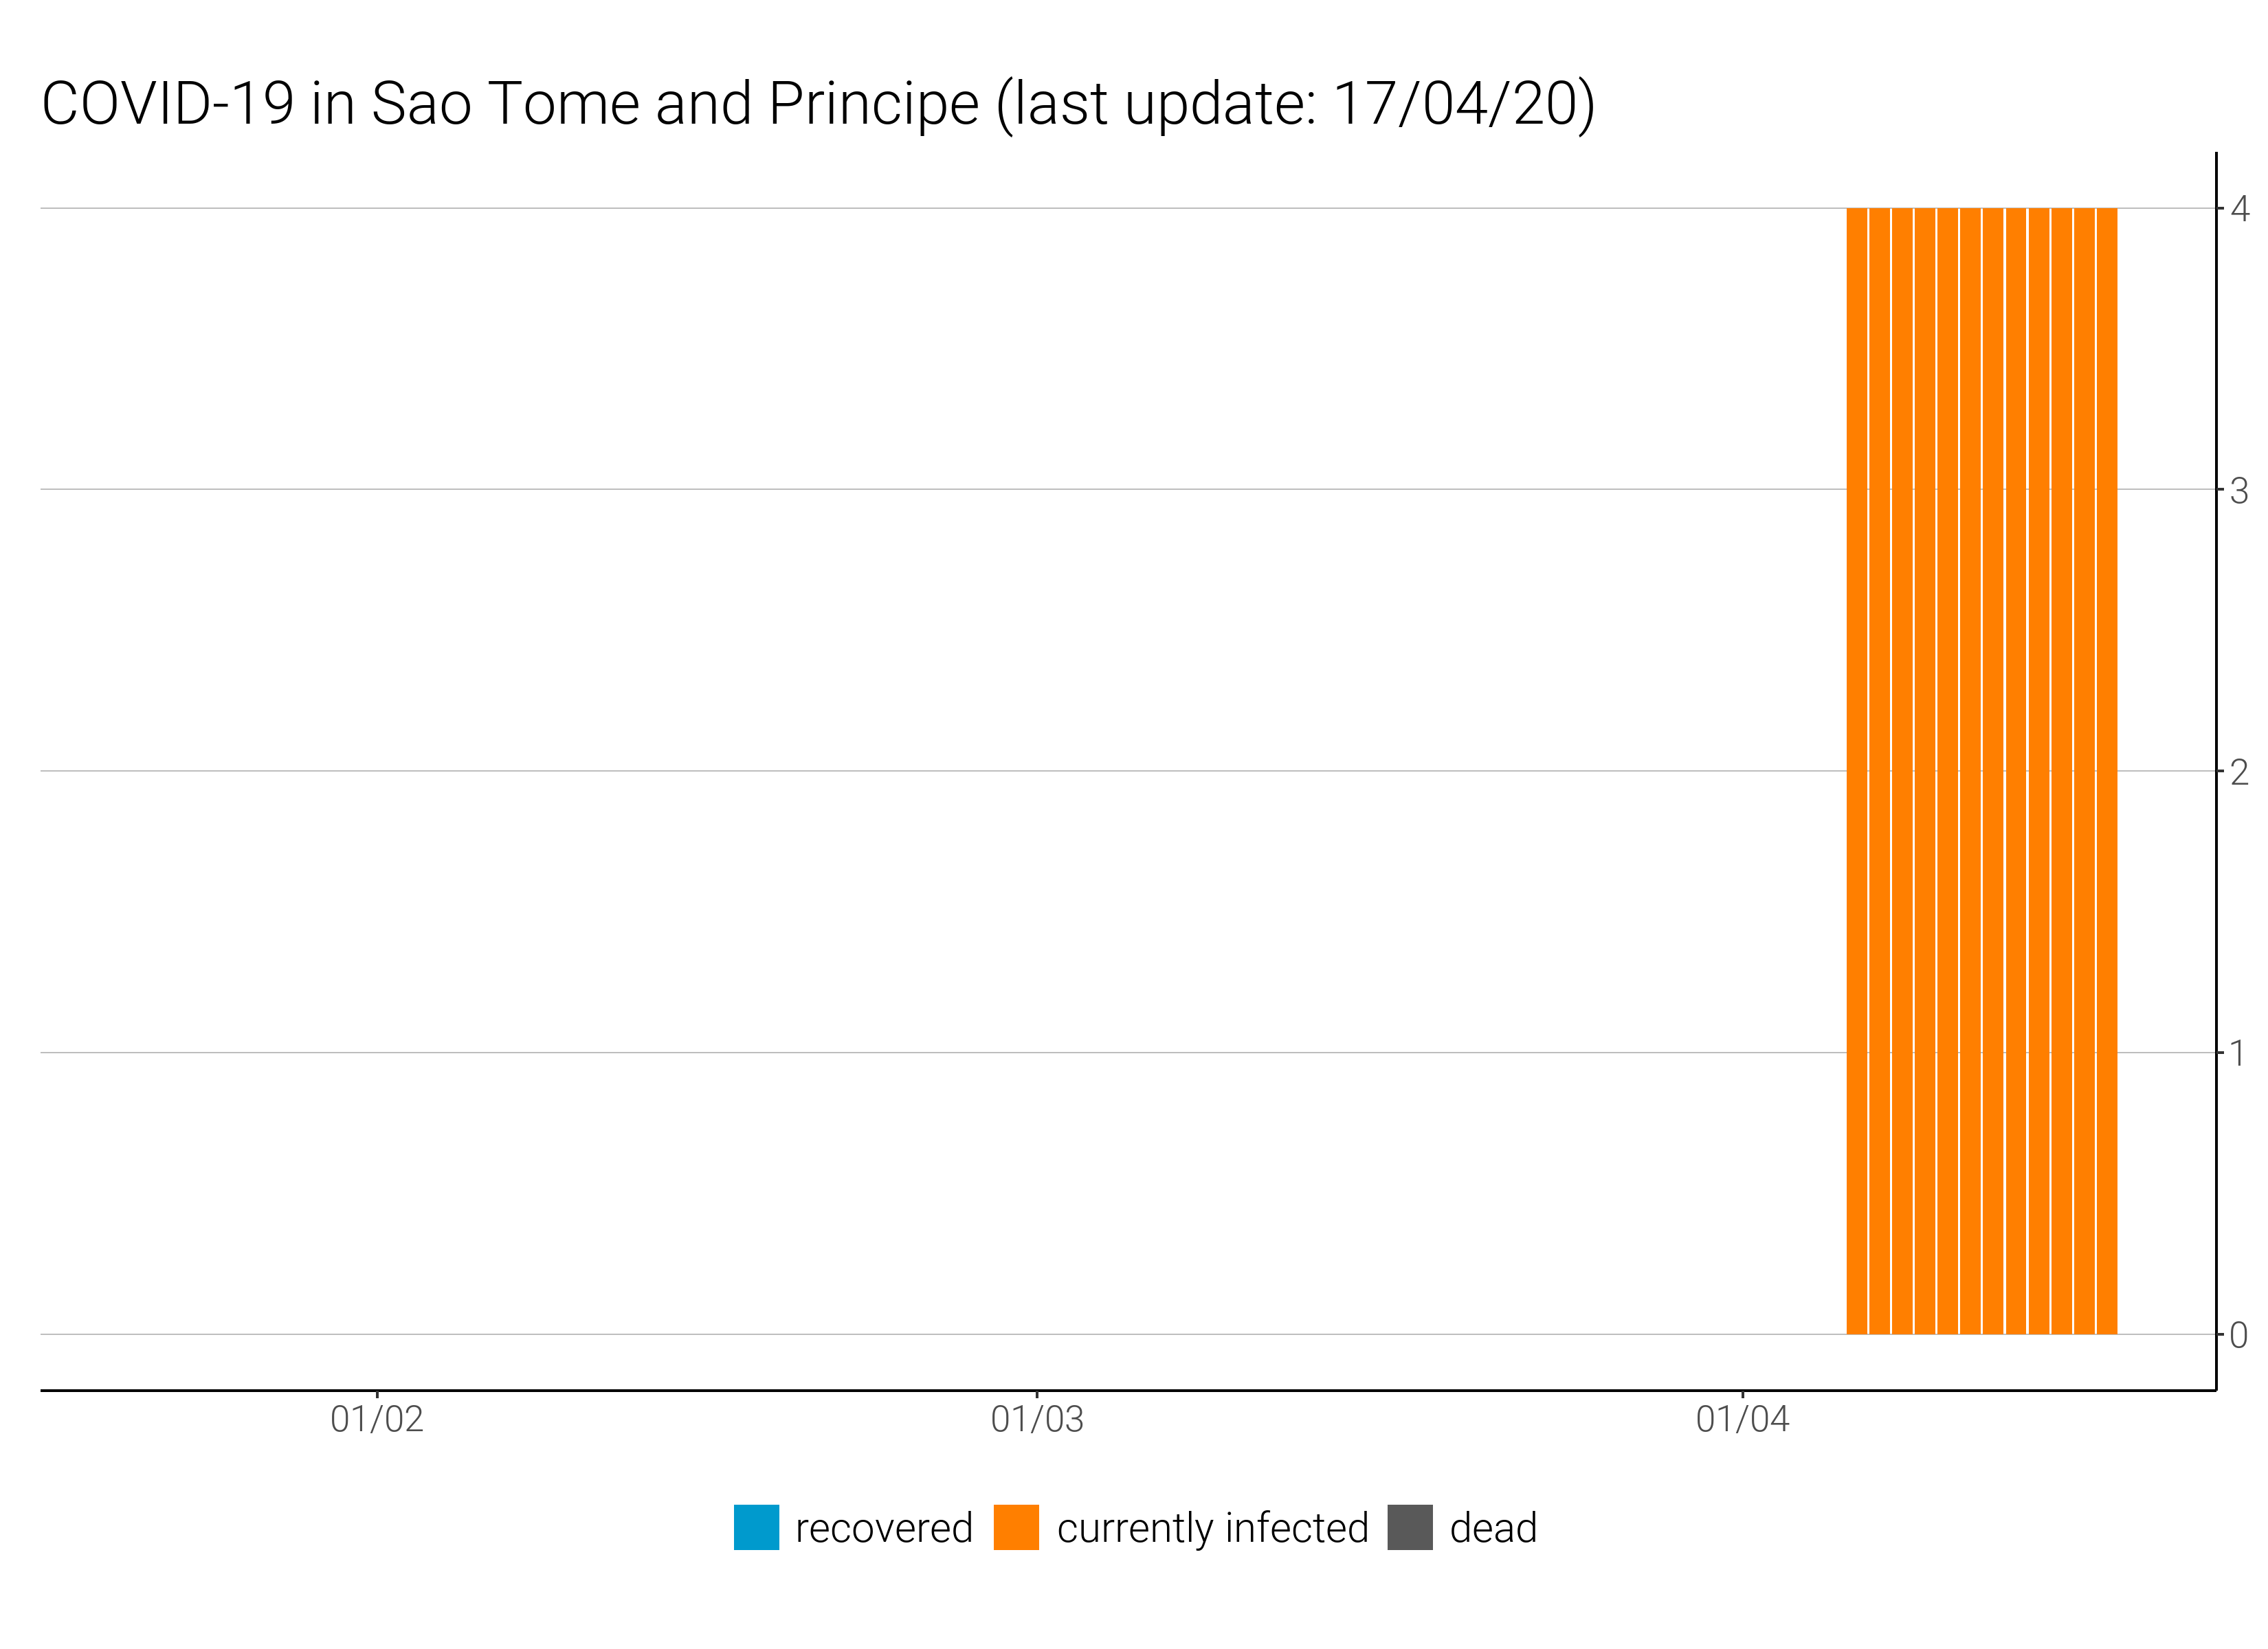 COVID-19 in Sao Tome and Principe (last update: 17/04/20)
4
3
2
1
0
01/02 01/03 01/04
recovered currently infected dead